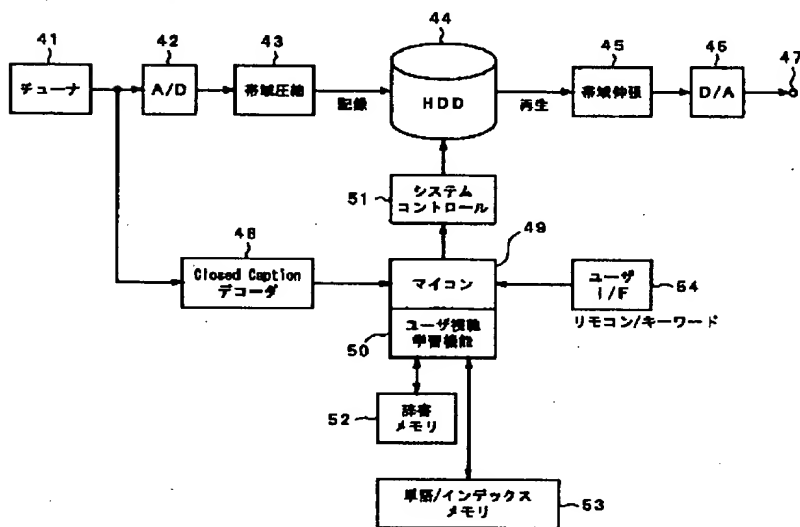 41
42
43
44
45
46
47
チューナ
A/D
帯域圧縮
記録
HDD
再生
帯域伸張
D/A
51
システム
コントロール
48
49
Closed Caption
デコーダ
マイコン
ユーザ
I/F
54
リモコン/キーワード
50
ユーザ視聴
学習機能
52
辞書
メモリ
単語/インデックス
メモリ
53